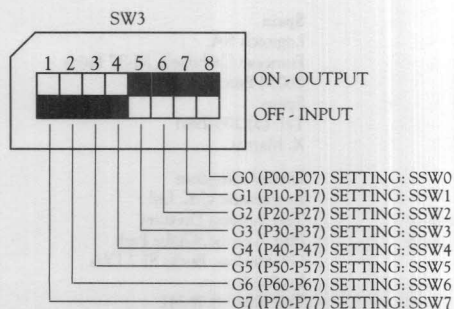 SW3
1 2 3 4 5 6 7 8
ON - OUTPUT
OFF - INPUT
G0 (P00-P07) SETTING: SSW0
G1 (P10-P17) SETTING: SSW1
G2 (P20-P27) SETTING: SSW2
G3 (P30-P37) SETTING: SSW3
G4 (P40-P47) SETTING: SSW4
G5 (P50-P57) SETTING: SSW5
G6 (P60-P67) SETTING: SSW6
G7 (P70-P77) SETTING: SSW7